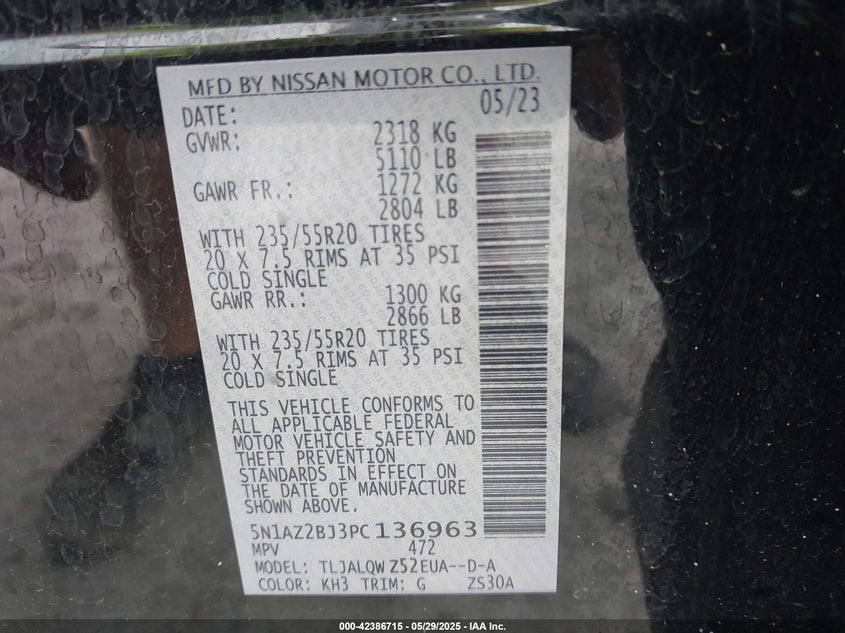 MFD BY NISSAN MOTOR CO., LTD.
DATE: 05/23
GVWR: 2318 KG
5110 LB
GAWR FR.: 1272 KG
2804 LB
WITH 235/55R20 TIRES
20 X 7.5 RIMS AT 35 PSI
COLD SINGLE
GAWR RR.: 1300 KG
2866 LB
WITH 235/55R20 TIRES
20 X 7.5 RIMS AT 35 PSI
COLD SINGLE
THIS VEHICLE CONFORMS TO
ALL APPLICABLE FEDERAL
MOTOR VEHICLE SAFETY AND
THEFT PREVENTION
STANDARDS IN EFFECT ON
THE DATE OF MANUFACTURE
SHOWN ABOVE.
5N1AZ2BJ3PC136963
MPV 472
MODEL: TLJALQW Z52EUA--D-A
COLOR: KH3 TRIM: G ZS30A
000-42386715 - 05/29/2025 - IAA Inc.